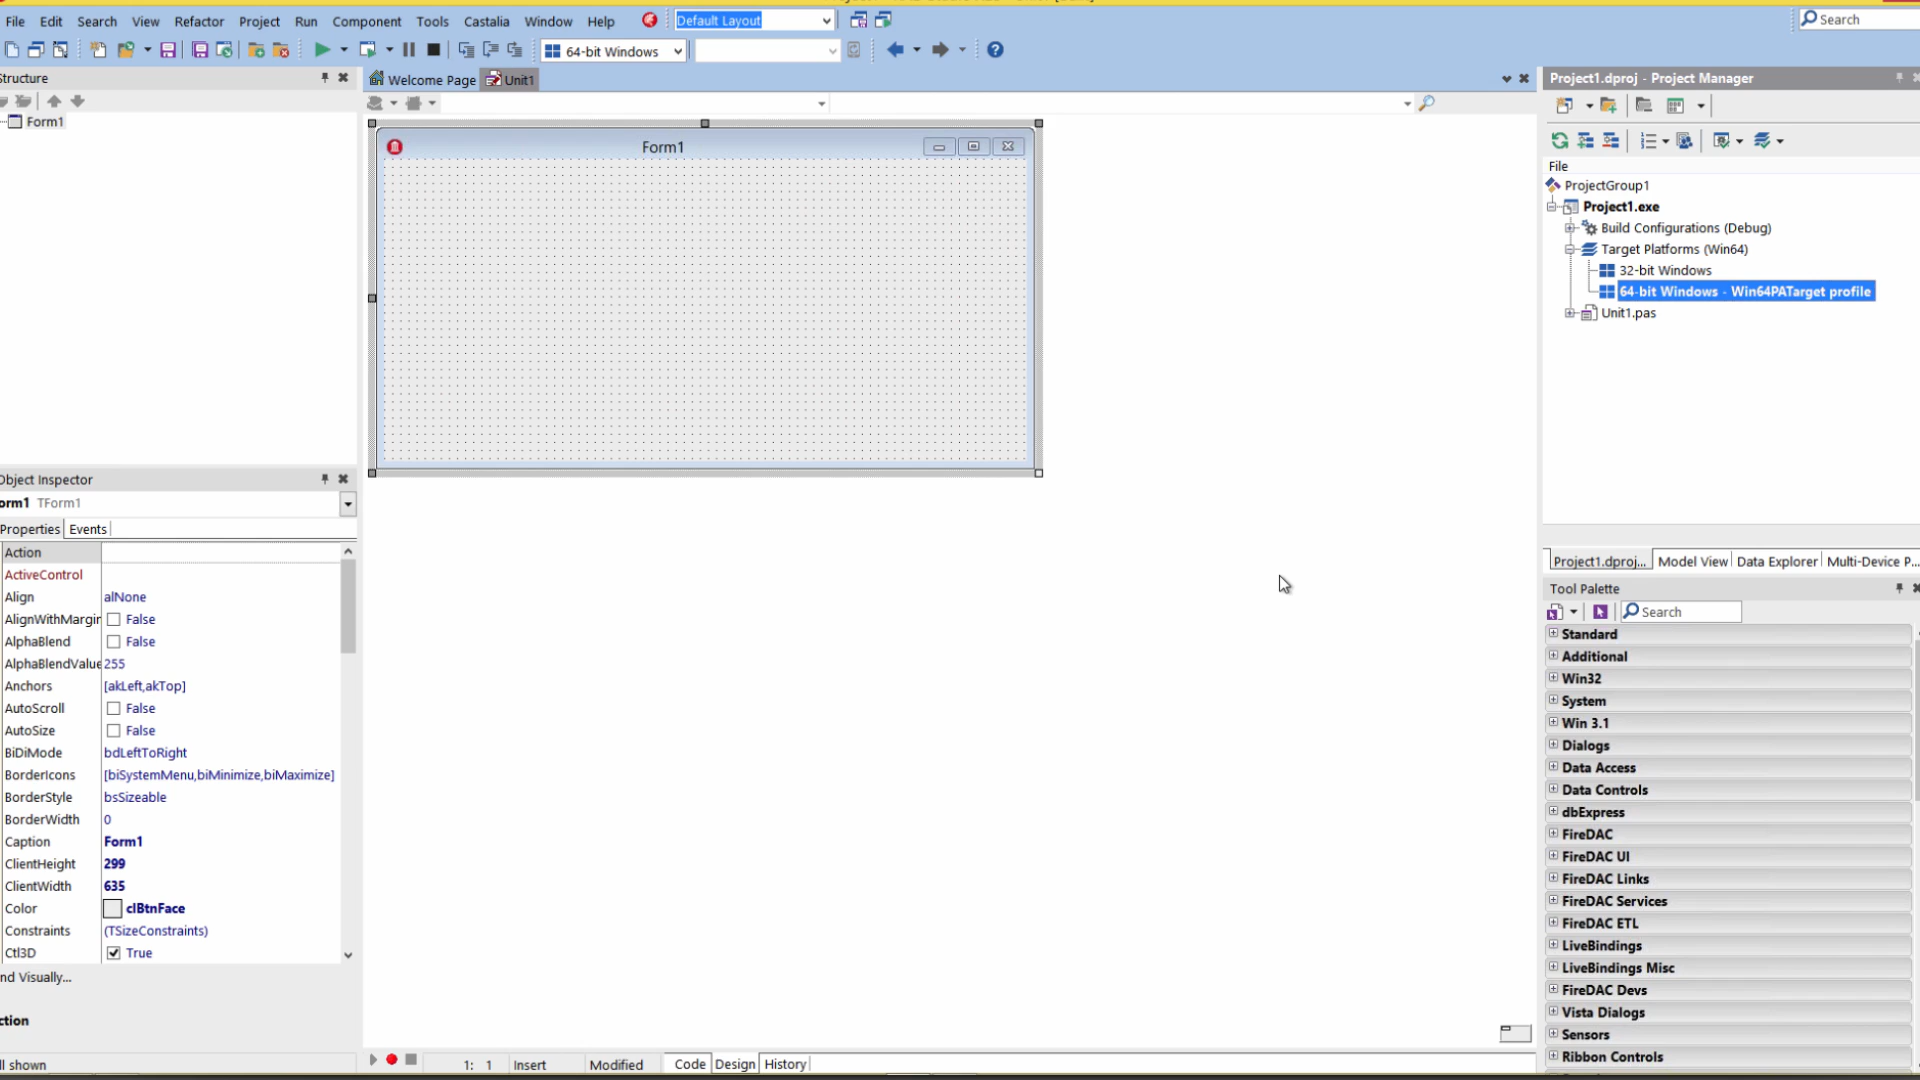 File Edit Search View Refactor Project Run Component Tools Castalia Window Help Default Layout Search
64-bit Windows
Structure
Welcome Page Unit1
Project1.dproj - Project Manager
Form1
Form1
File
ProjectGroup1
Project1.exe
Build Configurations (Debug)
Target Platforms (Win64)
32-bit Windows
64-bit Windows - Win64PATarget profile
Unit1.pas
Object Inspector
orm1 TForm1
Properties Events
Action
ActiveControl
Align alNone
AlignWithMargin False
AlphaBlend False
AlphaBlendValue 255
Anchors [akLeft,akTop]
AutoScroll False
AutoSize False
BiDiMode bdLeftToRight
BorderIcons [biSystemMenu,biMinimize,biMaximize]
BorderStyle bsSizeable
BorderWidth 0
Caption Form1
ClientHeight 299
ClientWidth 635
Color clBtnFace
Constraints (TSizeConstraints)
Ctl3D True
nd Visually...
ction
ll shown
1: 1 Insert Modified Code Design History
Project1.dproj... Model View Data Explorer Multi-Device P...
Tool Palette
Search
Standard
Additional
Win32
System
Win 3.1
Dialogs
Data Access
Data Controls
dbExpress
FireDAC
FireDAC UI
FireDAC Links
FireDAC Services
FireDAC ETL
LiveBindings
LiveBindings Misc
FireDAC Devs
Vista Dialogs
Sensors
Ribbon Controls